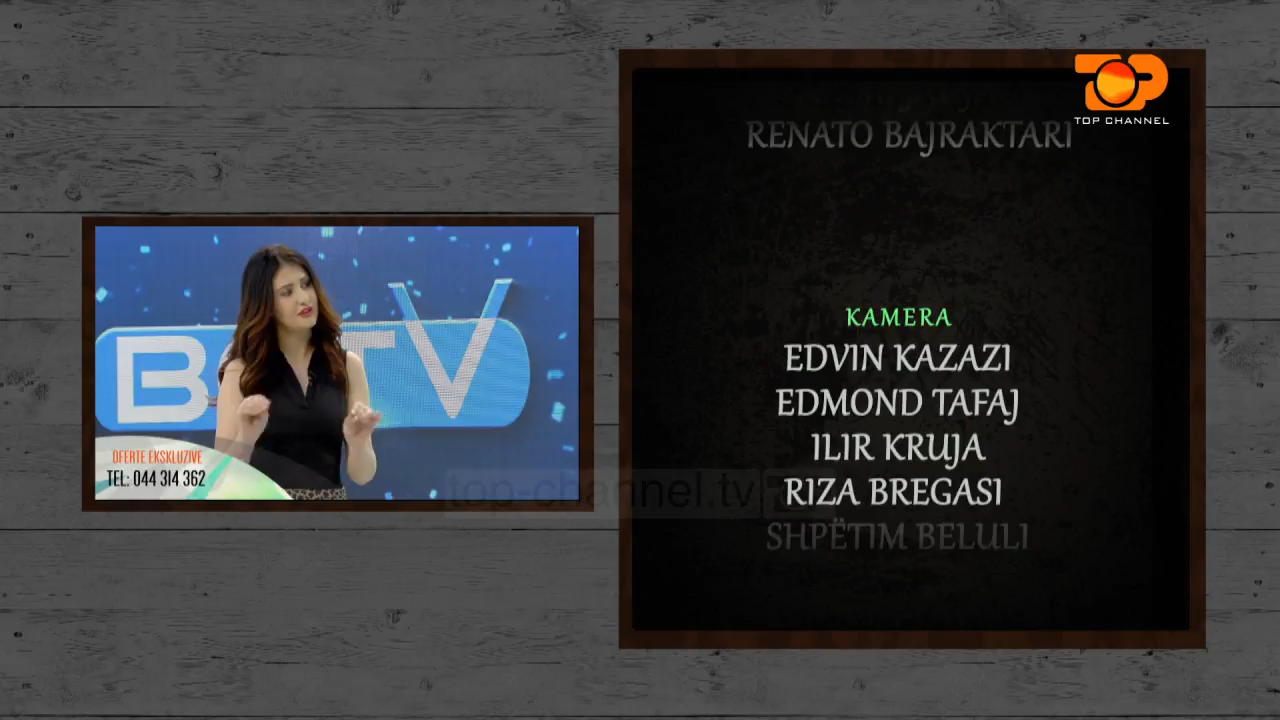 TOP CHANNEL
RENATO BAJRAKTARI
KAMERA
EDVIN KAZAZI
EDMOND TAFAJ
ILIR KRUJA
RIZA BREGASI
SHPËTIM BELULI
OFERTE EKSKLUZIVE
TEL: 044 314 362
top-channel.tv